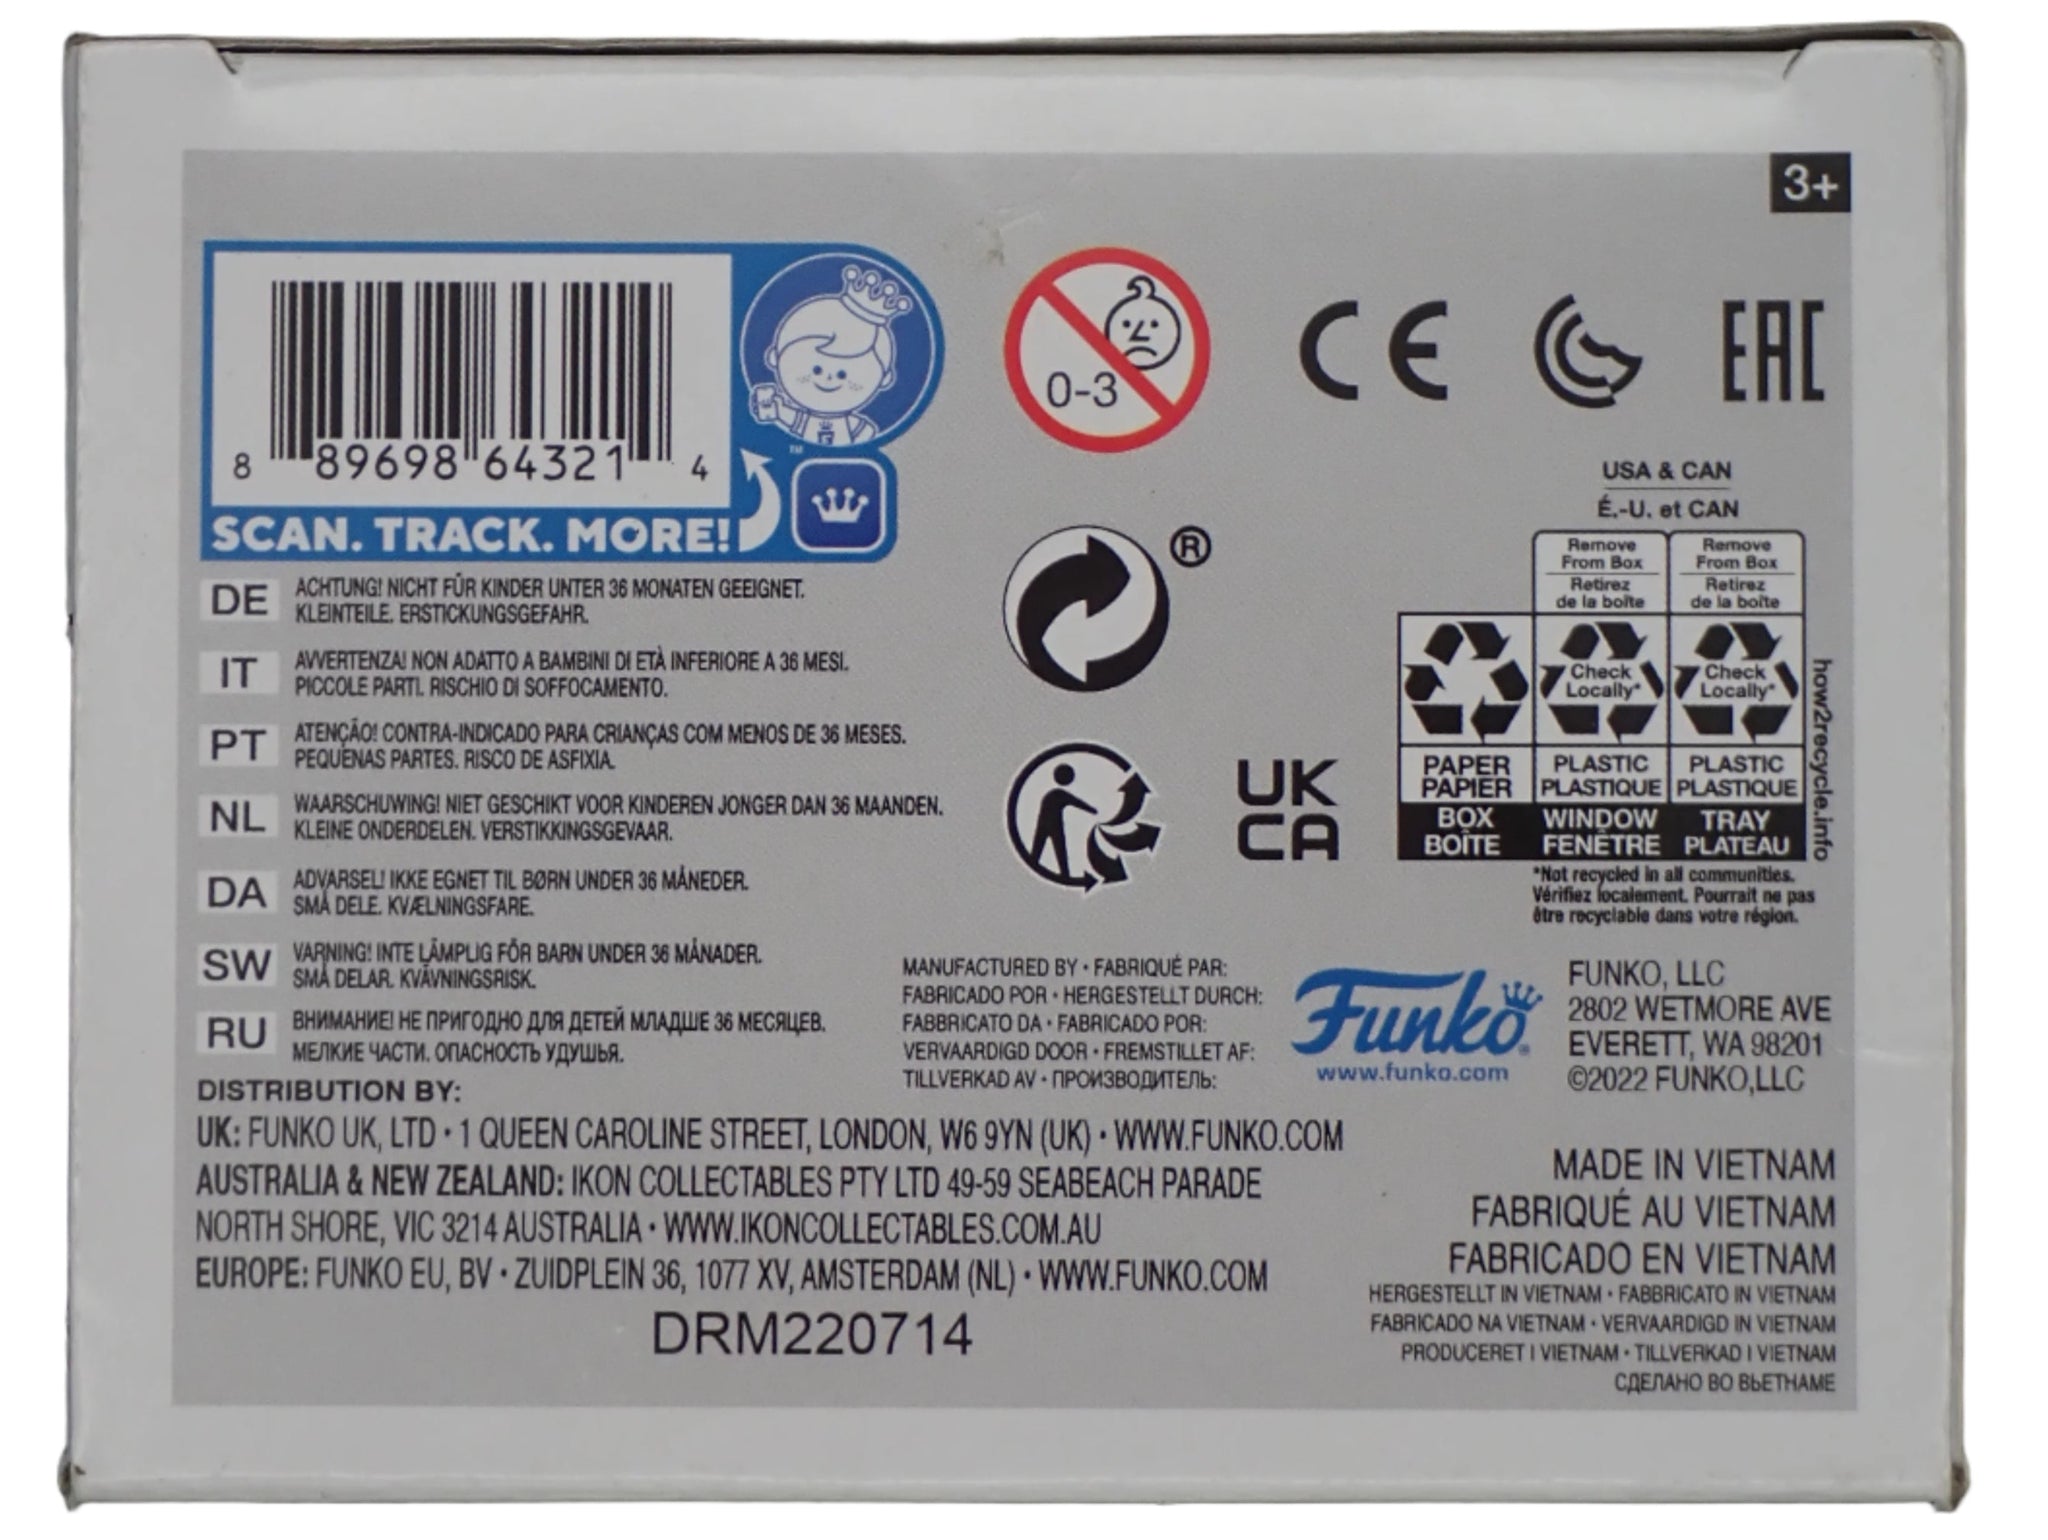 3+
8 89698 64321 4
SCAN. TRACK. MORE!
™
0-3
CE
EAC
USA & CAN
É.-U. et CAN
Remove From Box
Retirez de la boîte
Remove From Box
Retirez de la boîte
Check Locally*
Check Locally*
PAPER PAPIER
PLASTIC PLASTIQUE
PLASTIC PLASTIQUE
BOX BOÎTE
WINDOW FENÊTRE
TRAY PLATEAU
how2recycle.info
*Not recycled in all communities.
Vérifiez localement. Pourrait ne pas
être recyclable dans votre région.
®
UK
CA
DE ACHTUNG! NICHT FÜR KINDER UNTER 36 MONATEN GEEIGNET.
KLEINTEILE. ERSTICKUNGSGEFAHR.
IT AVVERTENZA! NON ADATTO A BAMBINI DI ETÀ INFERIORE A 36 MESI.
PICCOLE PARTI. RISCHIO DI SOFFOCAMENTO.
PT ATENÇÃO! CONTRA-INDICADO PARA CRIANÇAS COM MENOS DE 36 MESES.
PEQUENAS PARTES. RISCO DE ASFIXIA.
NL WAARSCHUWING! NIET GESCHIKT VOOR KINDEREN JONGER DAN 36 MAANDEN.
KLEINE ONDERDELEN. VERSTIKKINGSGEVAAR.
DA ADVARSEL! IKKE EGNET TIL BØRN UNDER 36 MÅNEDER.
SMÅ DELE. KVÆLNINGSFARE.
SW VARNING! INTE LÄMPLIG FÖR BARN UNDER 36 MÅNADER.
SMÅ DELAR. KVÄVNINGSRISK.
RU ВНИМАНИЕ! НЕ ПРИГОДНО ДЛЯ ДЕТЕЙ МЛАДШЕ 36 МЕСЯЦЕВ.
МЕЛКИЕ ЧАСТИ. ОПАСНОСТЬ УДУШЬЯ.
MANUFACTURED BY • FABRIQUÉ PAR:
FABRICADO POR • HERGESTELLT DURCH:
FABBRICATO DA • FABRICADO POR:
VERVAARDIGD DOOR • FREMSTILLET AF:
TILLVERKAD AV • ПРОИЗВОДИТЕЛЬ:
Funko®
www.funko.com
FUNKO, LLC
2802 WETMORE AVE
EVERETT, WA 98201
©2022 FUNKO,LLC
DISTRIBUTION BY:
UK: FUNKO UK, LTD • 1 QUEEN CAROLINE STREET, LONDON, W6 9YN (UK) • WWW.FUNKO.COM
AUSTRALIA & NEW ZEALAND: IKON COLLECTABLES PTY LTD 49-59 SEABEACH PARADE
NORTH SHORE, VIC 3214 AUSTRALIA • WWW.IKONCOLLECTABLES.COM.AU
EUROPE: FUNKO EU, BV • ZUIDPLEIN 36, 1077 XV, AMSTERDAM (NL) • WWW.FUNKO.COM
DRM220714
MADE IN VIETNAM
FABRIQUÉ AU VIETNAM
FABRICADO EN VIETNAM
HERGESTELLT IN VIETNAM • FABBRICATO IN VIETNAM
FABRICADO NA VIETNAM • VERVAARDIGD IN VIETNAM
PRODUCERET I VIETNAM • TILLVERKAD I VIETNAM
СДЕЛАНО ВО ВЬЕТНАМЕ